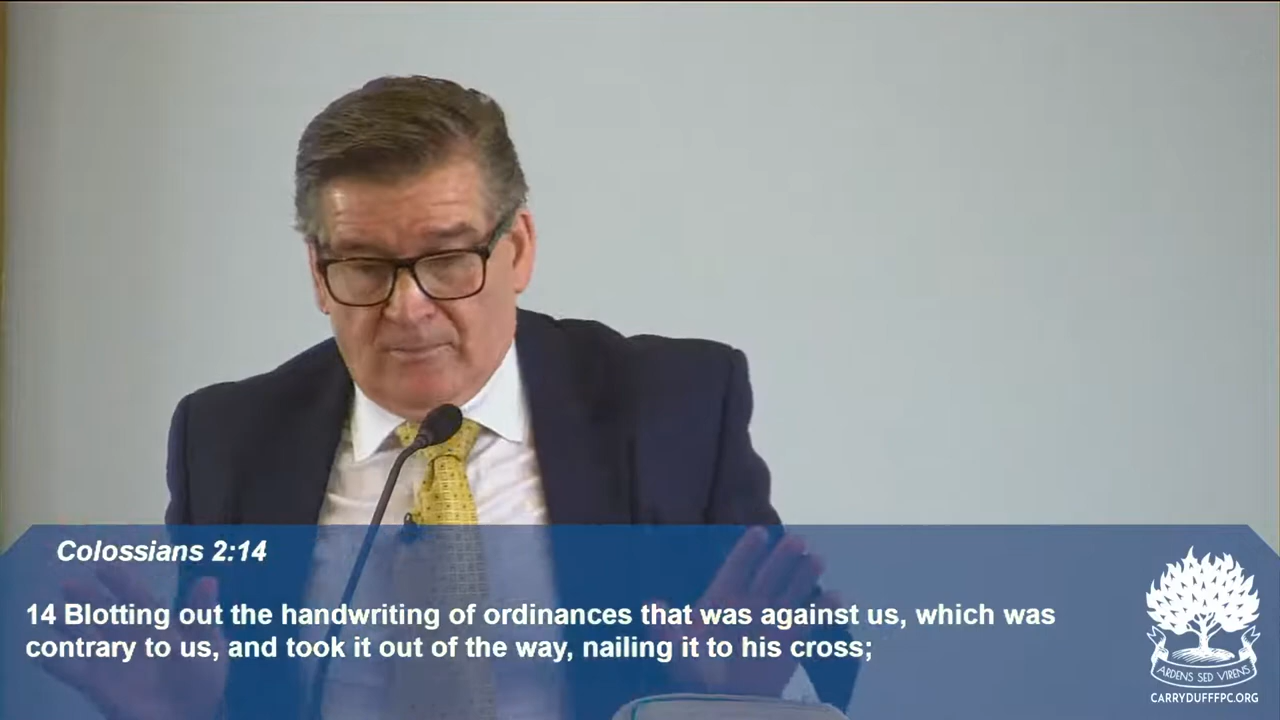 Colossians 2:14
14 Blotting out the handwriting of ordinances that was against us, which was
contrary to us, and took it out of the way, nailing it to his cross;
ARDENS SED VIRENS
CARRYDUFFFPC.ORG